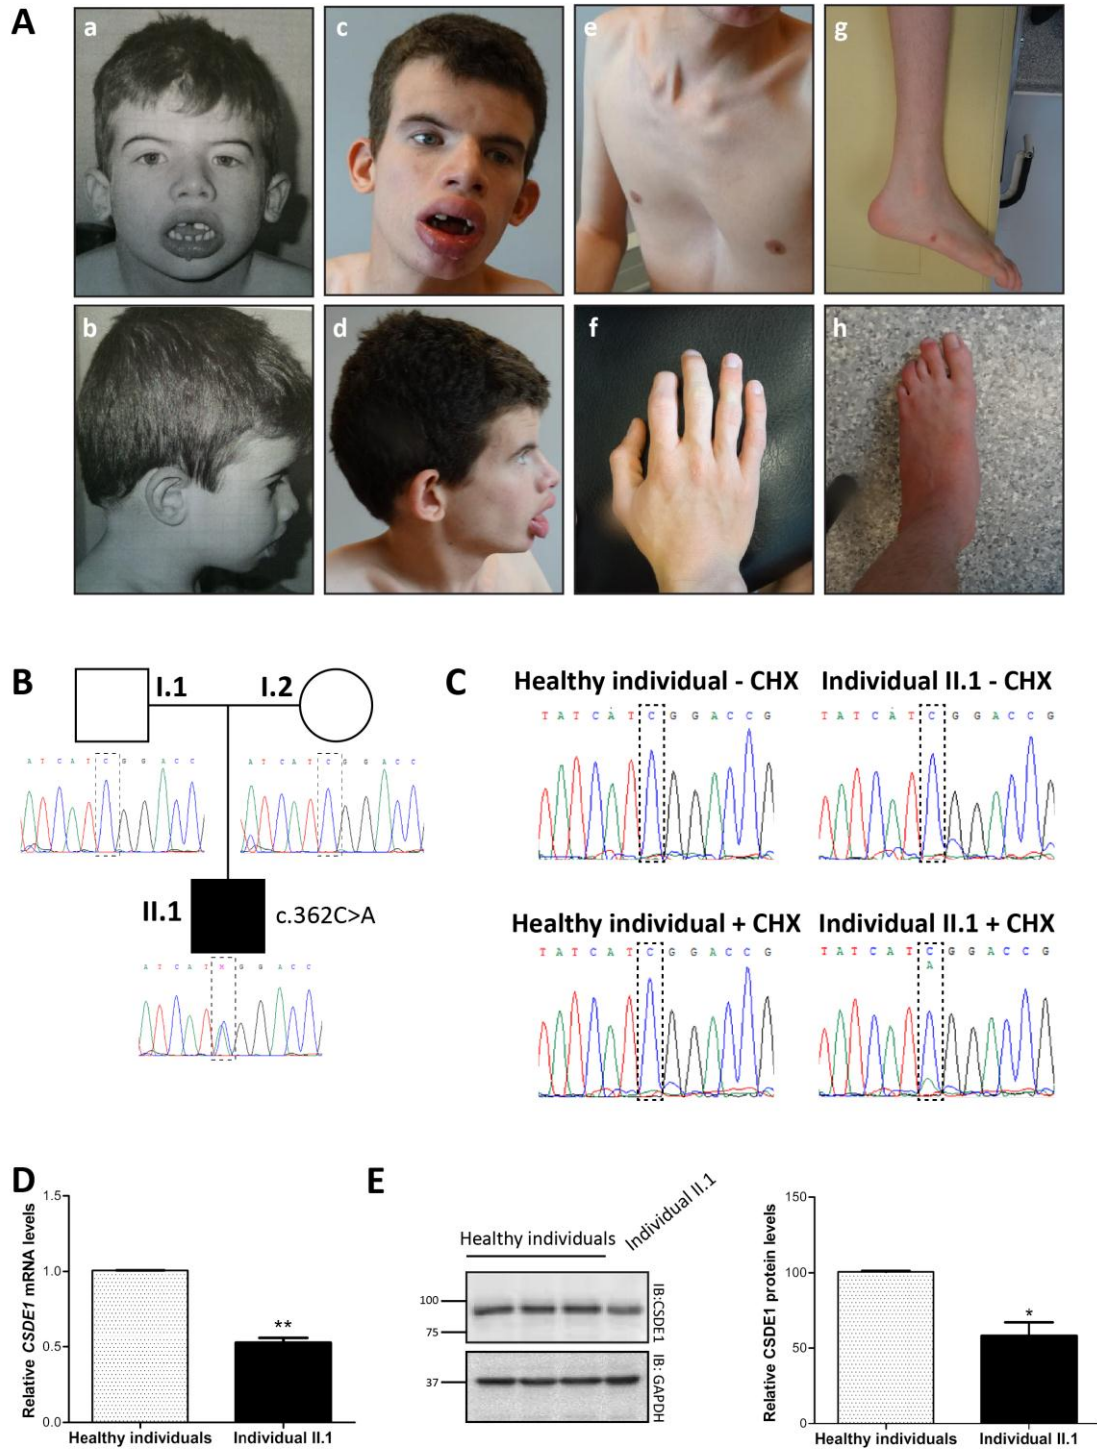 A
a
c
e
g
b
d
f
h
B
I.1
I.2
A T C A T C G G A C C
A T C A T C G G A C C
II.1
c.362C>A
A T C A T M G G A C C
C
Healthy individual - CHX
Individual II.1 - CHX
T A T C A T C G G A C C G
T A T C A T C G G A C C G
Healthy individual + CHX
Individual II.1 + CHX
T A T C A T C G G A C C G
T A T C A T C G G A C C G
A
D
Relative CSDE1 mRNA levels
1.5
1.0
0.5
0.0
**
Healthy individuals
Individual II.1
E
Healthy individuals
Individual II.1
100
75
37
IB:CSDE1
IB: GAPDH
Relative CSDE1 protein levels
150
100
50
0
*
Healthy individuals
Individual II.1